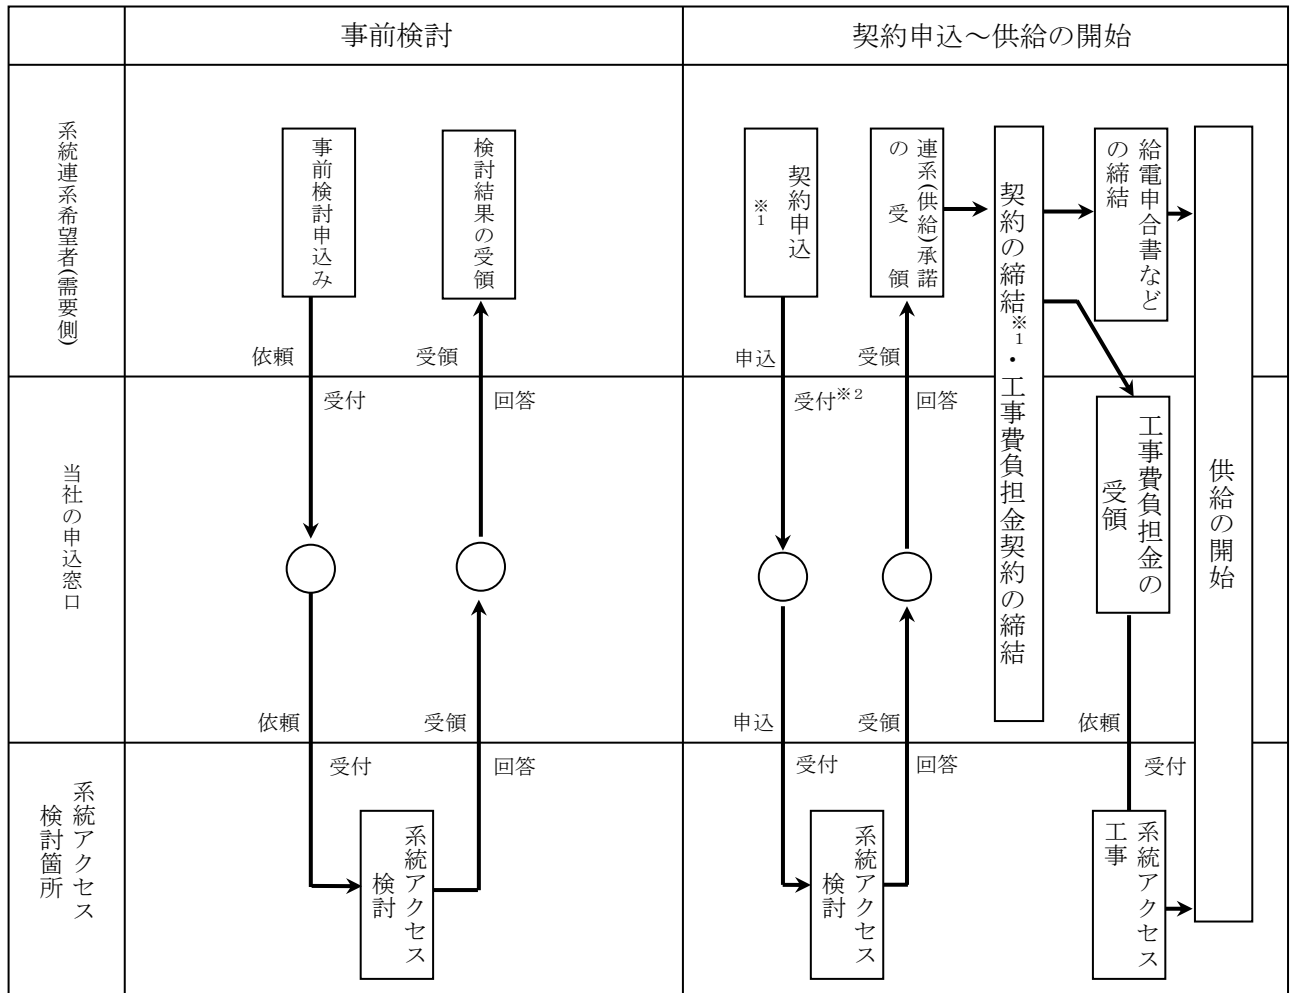 事前検討
契約申込～供給の開始
系統連系希望者(需要側)
事前検討申込み
検討結果の受領
契約申込
※1
連系(供給)承諾
の受領
契約の締結※1・工事費負担金契約の締結
給電申合書など
の締結
供給の開始
依頼
受領
申込
受領
当社の申込窓口
受付
回答
受付※2
回答
工事費負担金の
受領
依頼
受領
申込
受領
依頼
系統アクセス
検討箇所
受付
回答
受付
回答
受付
系統アクセス
検討
系統アクセス
検討
系統アクセス
工事